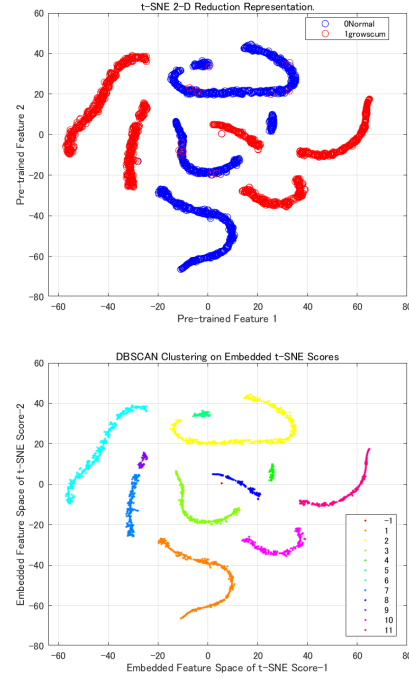 t-SNE 2-D Reduction Representation.
0Normal
1growscum
60
40
20
0
-20
-40
-60
-80
Pre-trained Feature 2
-60 -40 -20 0 20 40 60 80
Pre-trained Feature 1
DBSCAN Clustering on Embedded t-SNE Scores
60
40
20
0
-20
-40
-60
-80
Embedded Feature Space of t-SNE Score-2
-1
1
2
3
4
5
6
7
8
9
10
11
-60 -40 -20 0 20 40 60 80
Embedded Feature Space of t-SNE Score-1